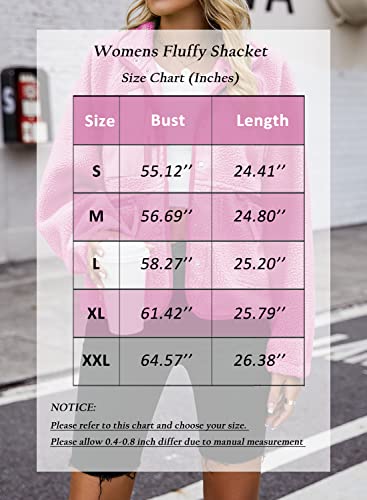 Womens Fluffy Shacket
Size Chart (Inches)
Size Bust Length
S 55.12’’ 24.41’’
M 56.69’’ 24.80’’
L 58.27’’ 25.20’’
XL 61.42’’ 25.79’’
XXL 64.57’’ 26.38’’
NOTICE:
Please refer to this chart and choose your size.
Please allow 0.4-0.8 inch differ due to manual measurement